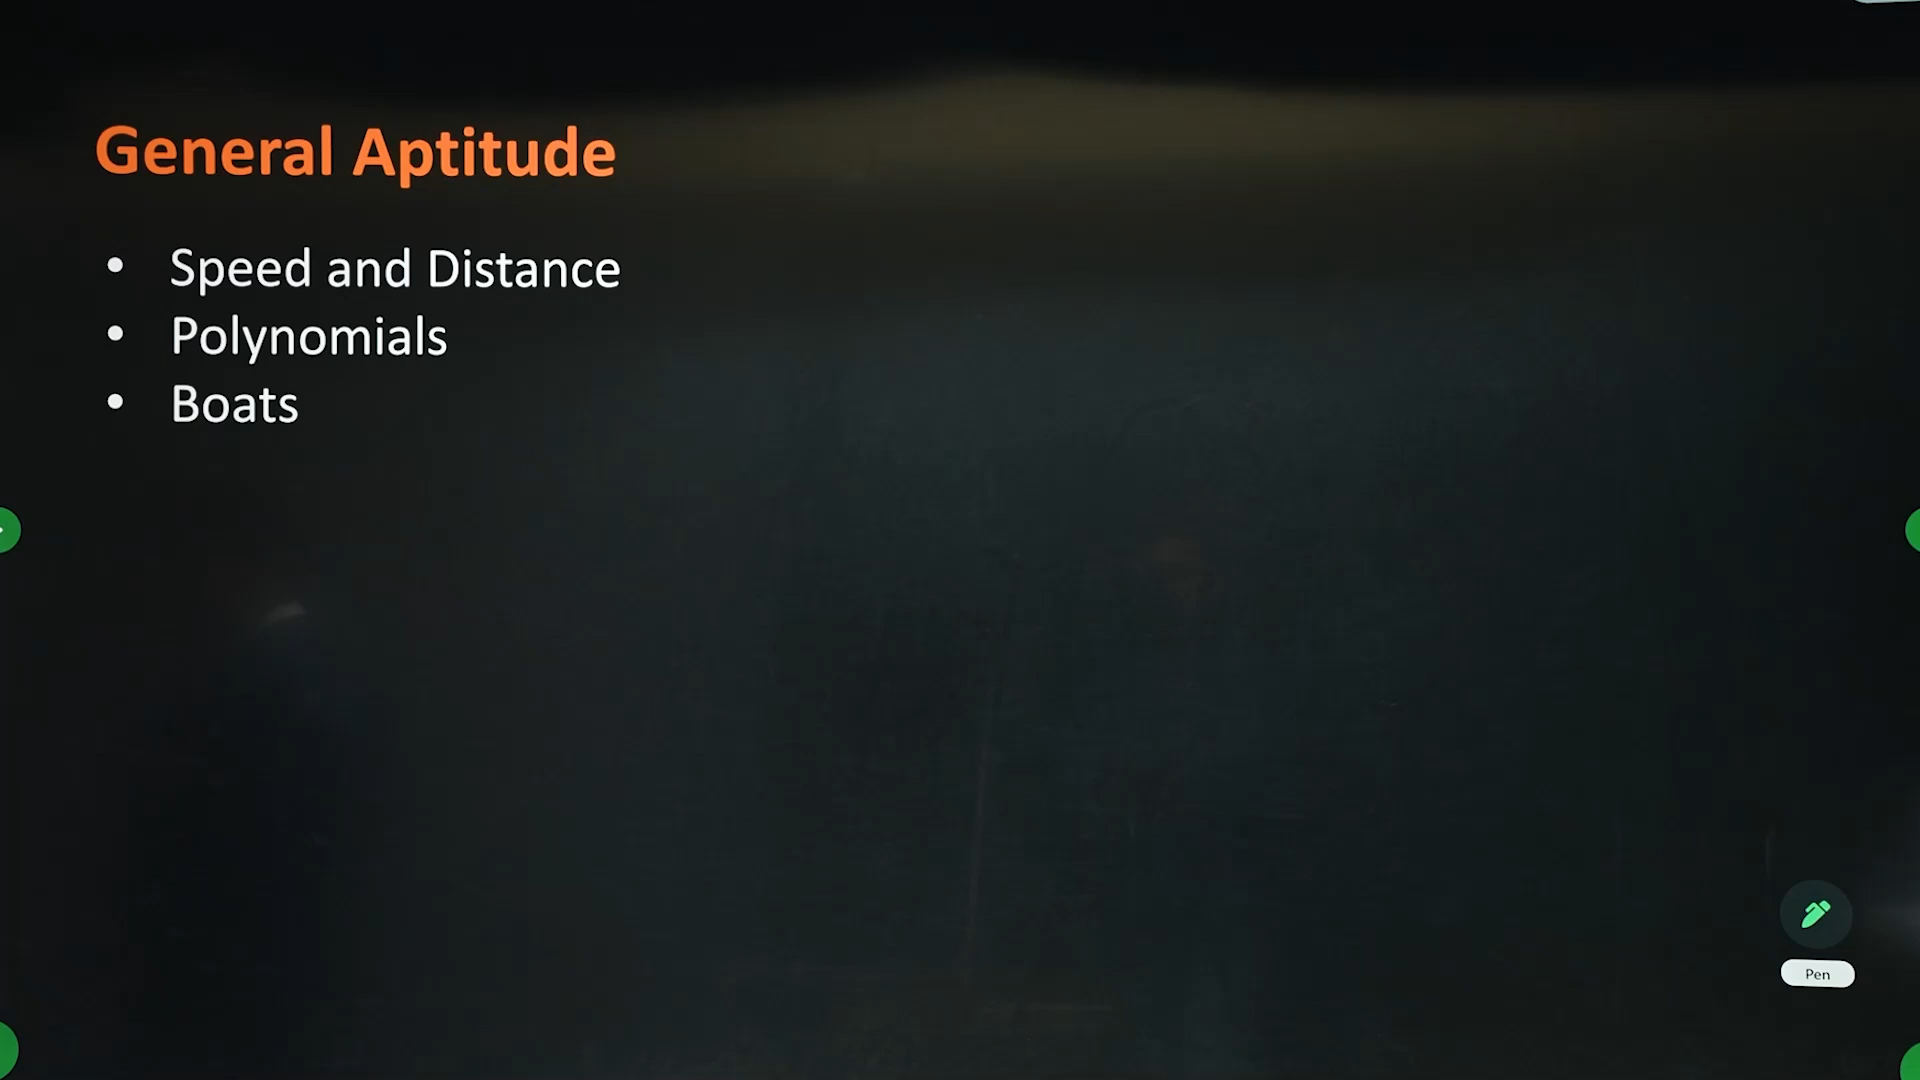 General Aptitude
• Speed and Distance
• Polynomials
• Boats
Pen